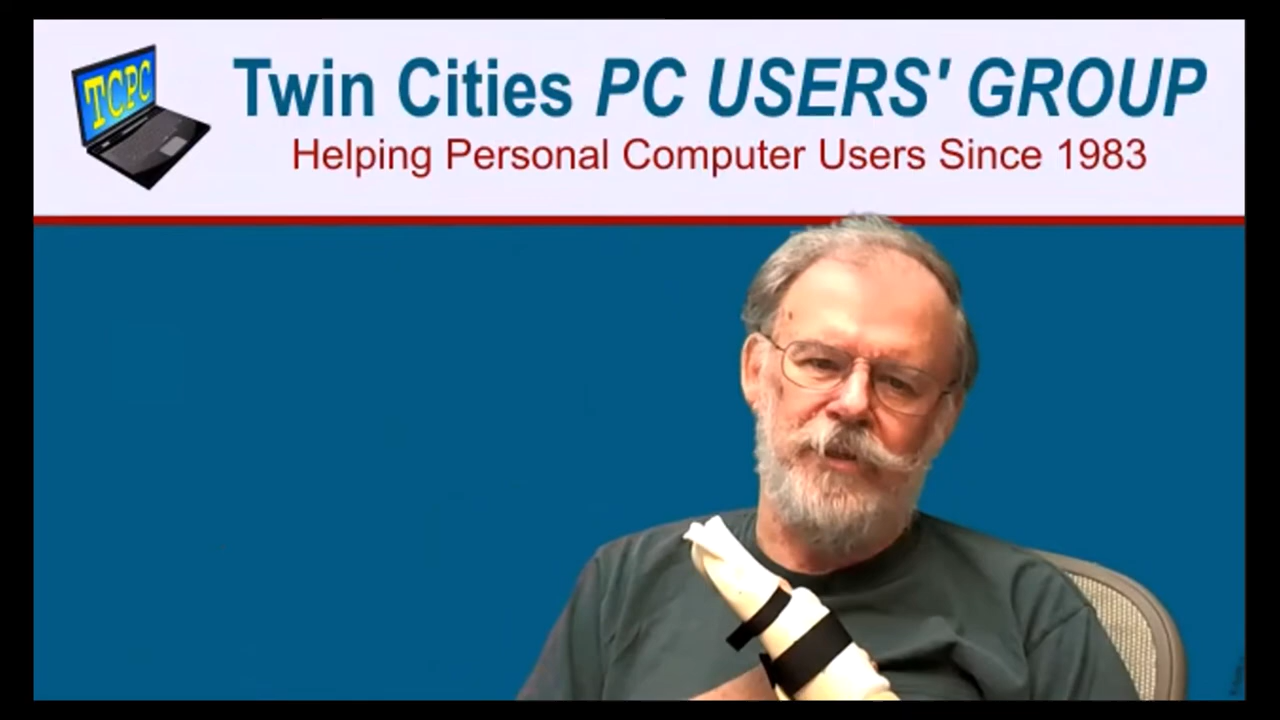 TCPC
Twin Cities PC USERS' GROUP
Helping Personal Computer Users Since 1983